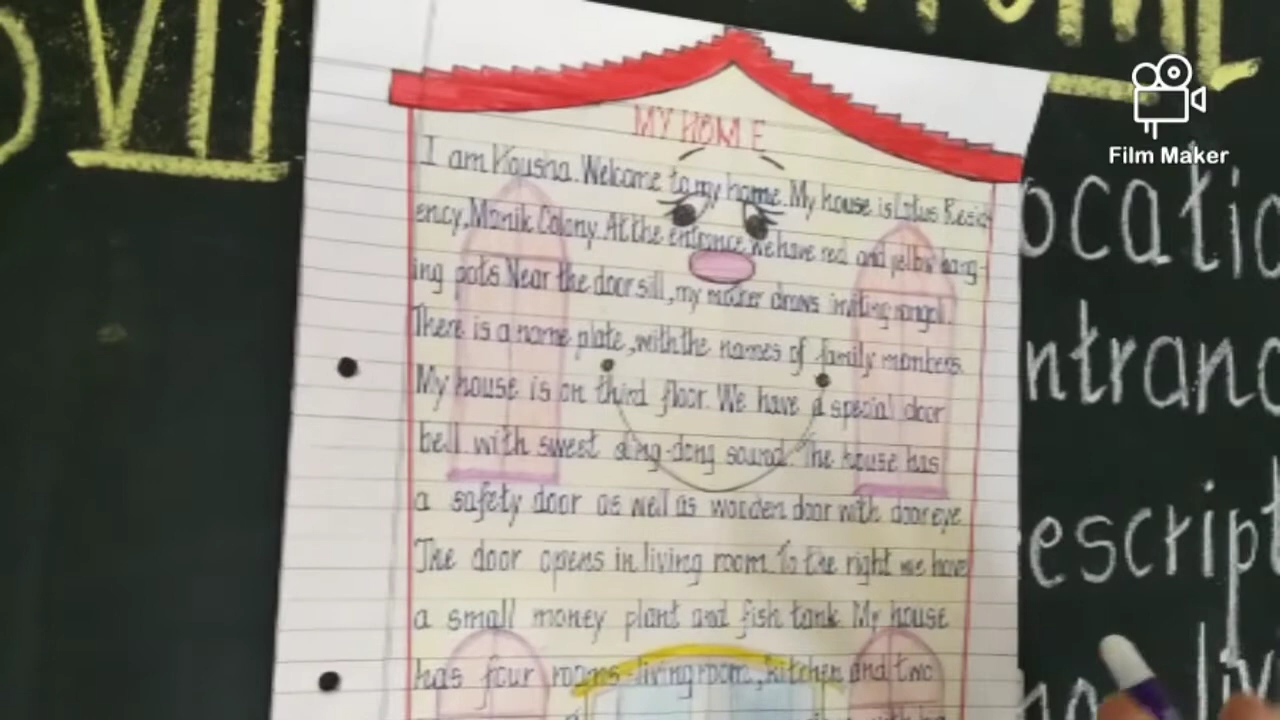 VII
Film Maker
MY HOME
I am Kousha. Welcome to my home. My house is Lotus Resid-
ency, Manik Colony. At the entrance, we have red and yellow hang-
ing pots Near the door sill, my mother draws inviting rangoli.
There is a name plate, with the names of family members.
My house is on third floor. We have a special door
bell with sweet ding-dong sound. The house has
a safety door as well as wooden door with door eye
The door opens in living room. To the right we have
a small money plant and fish tank. My house
has four rooms-living room, kitchen and two
ocatio
ntranc
escript
liv